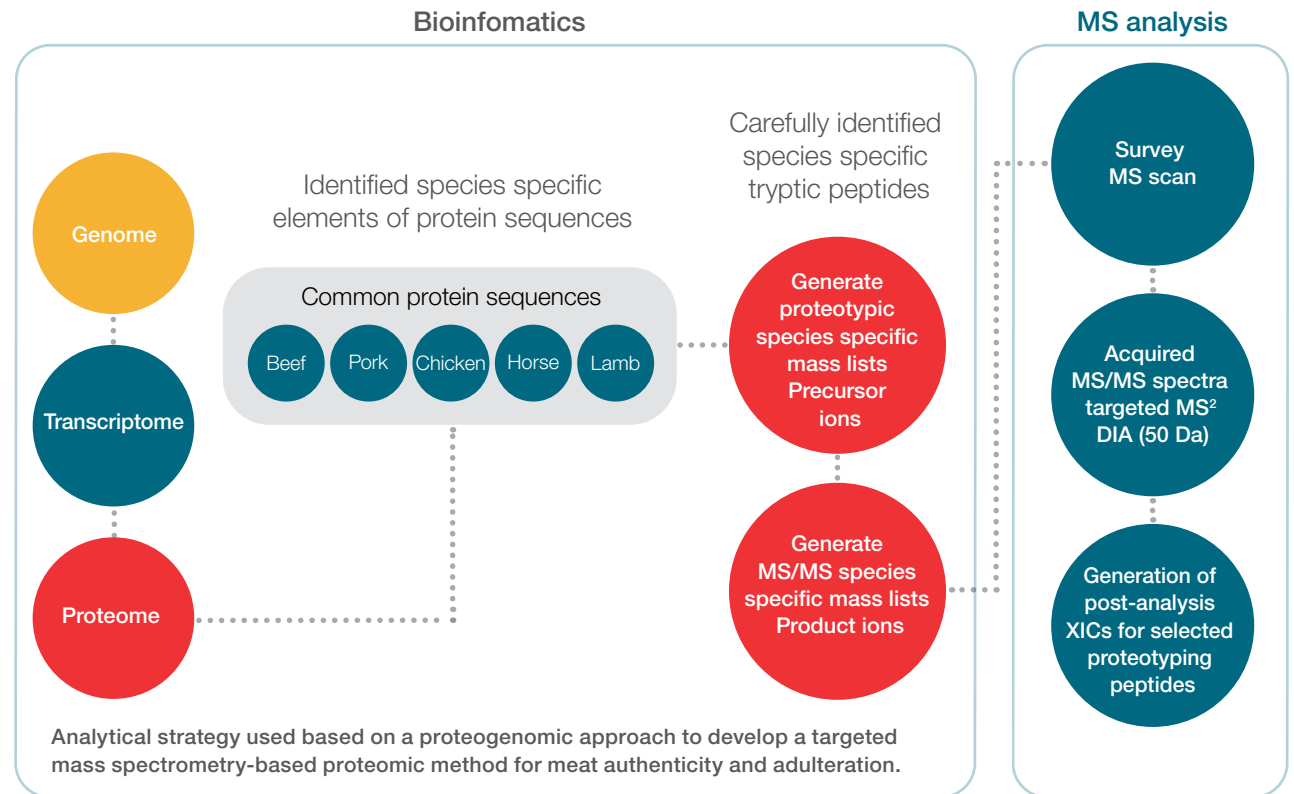 Bioinfomatics
Genome
Transcriptome
Proteome
Identified species specific
elements of protein sequences
Common protein sequences
Beef
Pork
Chicken
Horse
Lamb
Carefully identified
species specific
tryptic peptides
Generate
proteotypic
species specific
mass lists
Precursor
ions
Generate
MS/MS species
specific mass lists
Product ions
Analytical strategy used based on a proteogenomic approach to develop a targeted
mass spectrometry-based proteomic method for meat authenticity and adulteration.
MS analysis
Survey
MS scan
Acquired
MS/MS spectra
targeted MS²
DIA (50 Da)
Generation of
post-analysis
XICs for selected
proteotyping
peptides